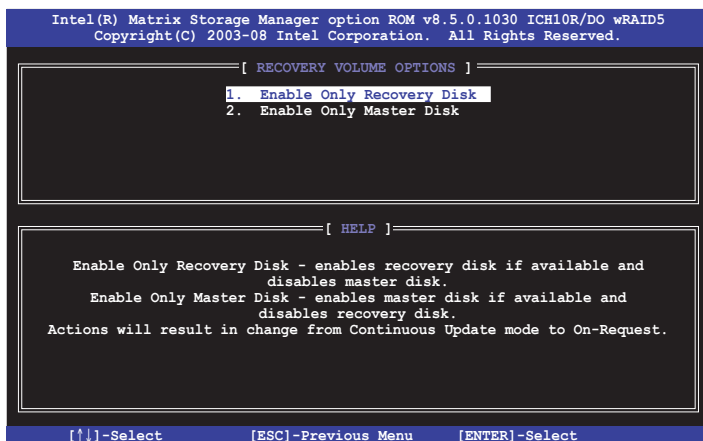 Intel(R) Matrix Storage Manager option ROM v8.5.0.1030 ICH10R/DO wRAID5
Copyright(C) 2003-08 Intel Corporation.  All Rights Reserved.
[ RECOVERY VOLUME OPTIONS ]
1.  Enable Only Recovery Disk
2.  Enable Only Master Disk
[ HELP ]
Enable Only Recovery Disk - enables recovery disk if available and
disables master disk.
Enable Only Master Disk - enables master disk if available and
disables recovery disk.
Actions will result in change from Continuous Update mode to On-Request.
[↑↓]-Select [ESC]-Previous Menu [ENTER]-Select